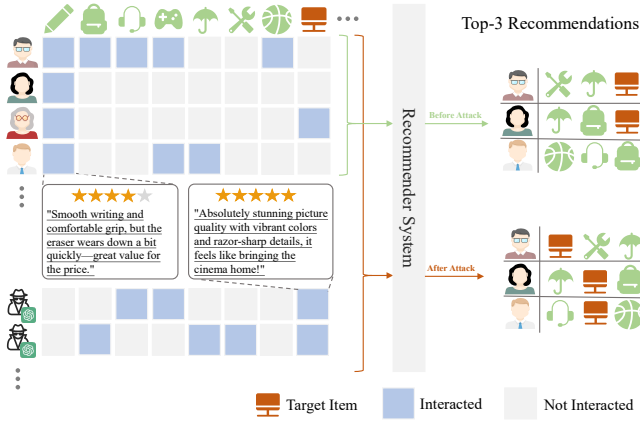 Top-3 Recommendations
Recommender System
Before Attack
"Smooth writing and
comfortable grip, but the
eraser wears down a bit
quickly—great value for
the price."
"Absolutely stunning picture
quality with vibrant colors
and razor-sharp details, it
feels like bringing the
cinema home!"
After Attack
Target Item
Interacted
Not Interacted